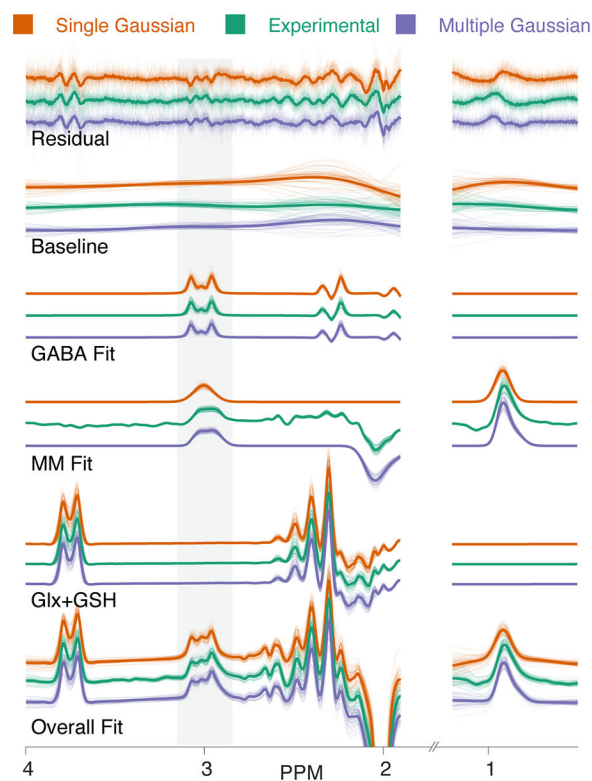 Single Gaussian Experimental Multiple Gaussian
Residual
Baseline
GABA Fit
MM Fit
Glx+GSH
Overall Fit
4 3 2 // 1
PPM